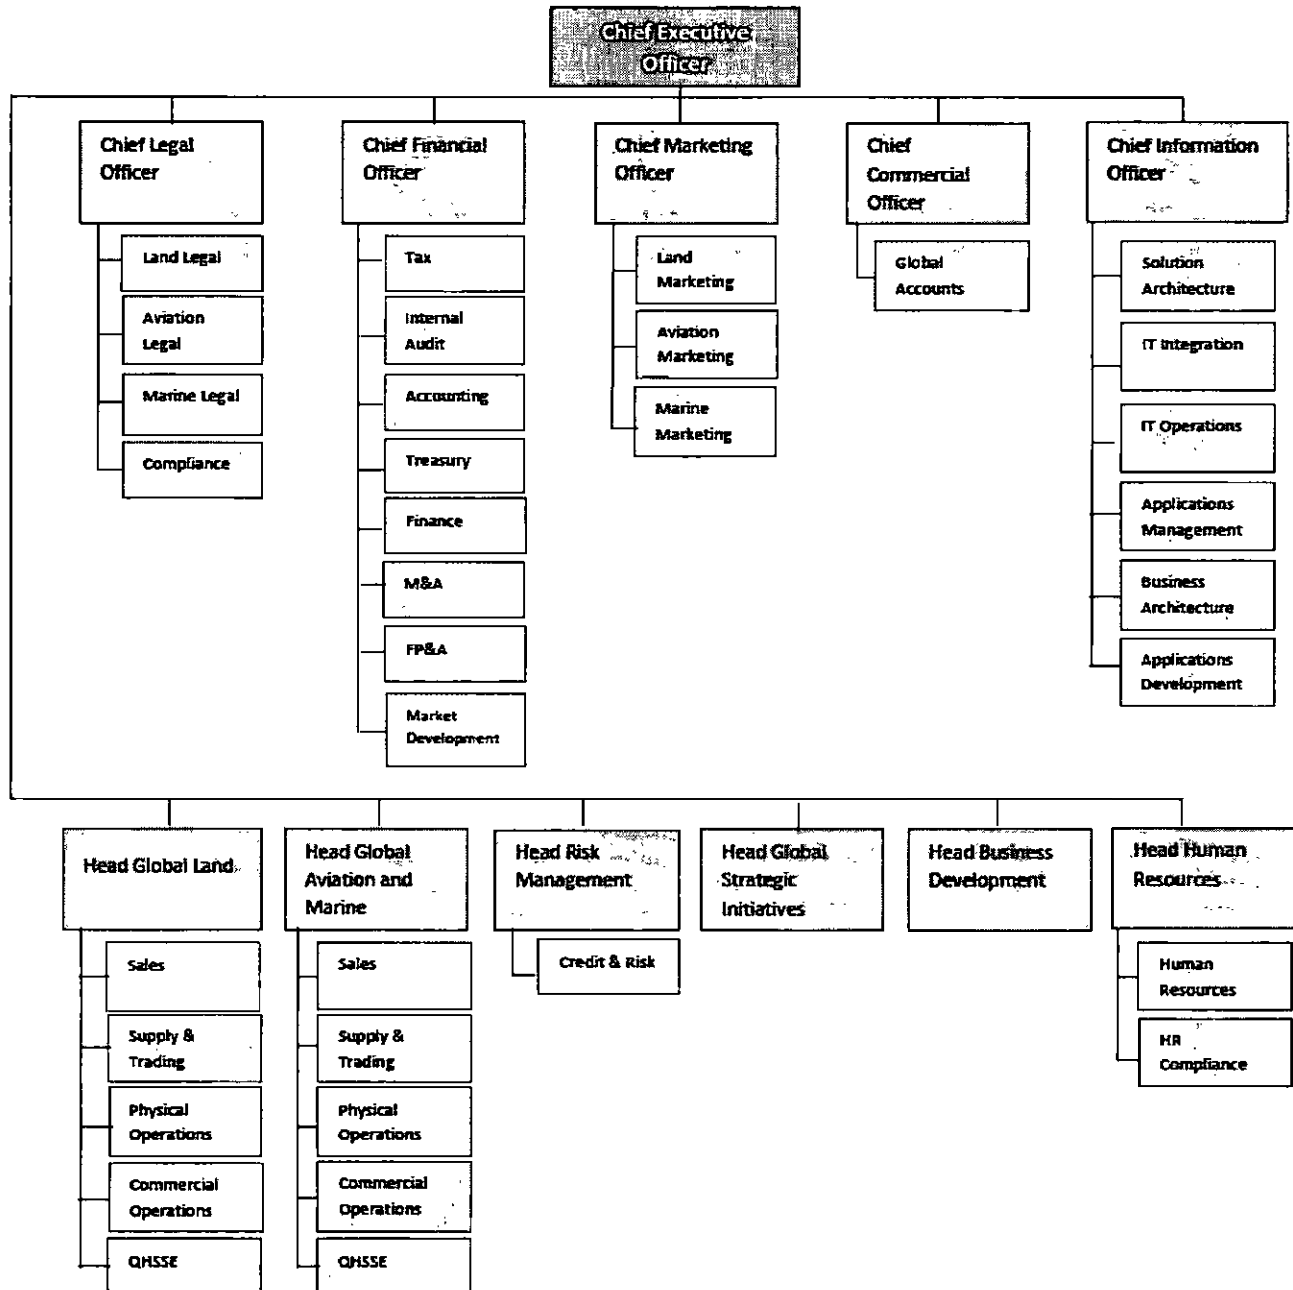 Chief Executive
Officer
Chief Legal
Officer
Land Legal
Aviation
Legal
Marine Legal
Compliance
Chief Financial
Officer
Tax
Internal
Audit
Accounting
Treasury
Finance
M&A
FP&A
Market
Development
Chief Marketing
Officer
Land
Marketing
Aviation
Marketing
Marine
Marketing
Chief
Commercial
Officer
Global
Accounts
Chief Information
Officer
Solution
Architecture
IT Integration
IT Operations
Applications
Management
Business
Architecture
Applications
Development
Head Global Land
Sales
Supply &
Trading
Physical
Operations
Commercial
Operations
QHSSE
Head Global
Aviation and
Marine
Sales
Supply &
Trading
Physical
Operations
Commercial
Operations
QHSSE
Head Risk
Management
Credit & Risk
Head Global
Strategic
Initiatives
Head Business
Development
Head Human
Resources
Human
Resources
HR
Compliance